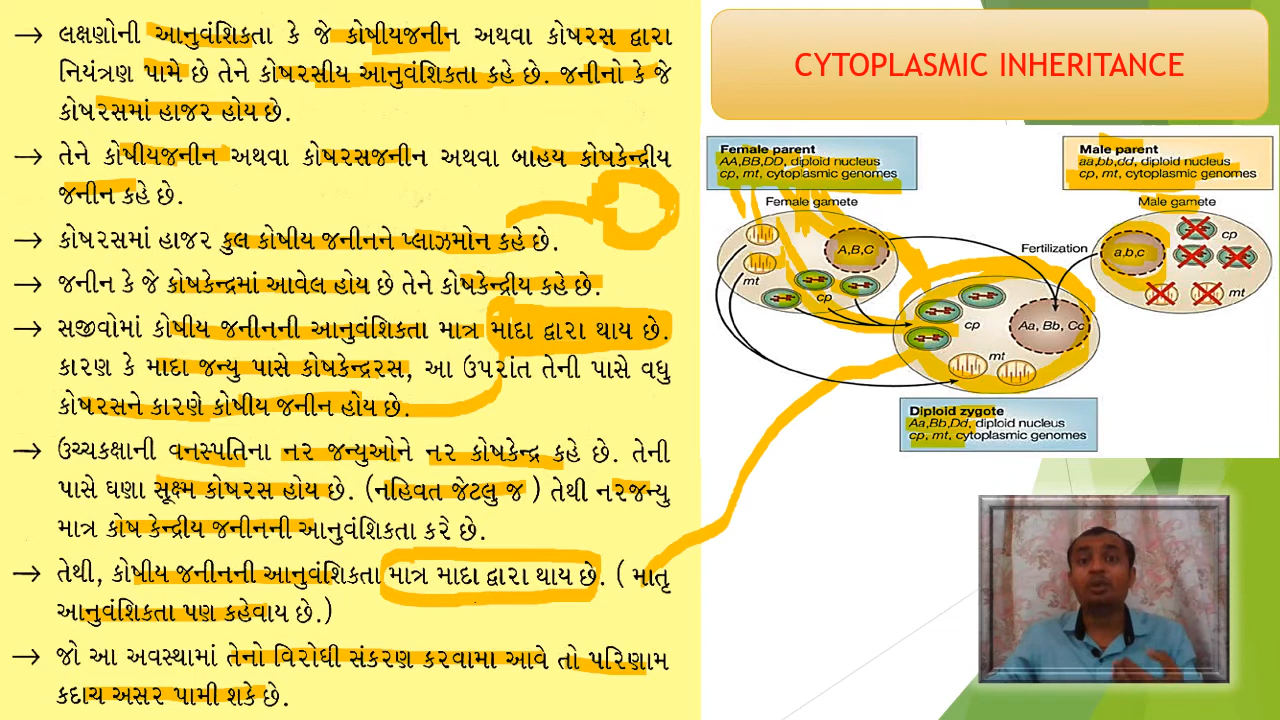 → લક્ષણોની આનુવંશિકતા કે જે કોષીયજનીન અથવા કોષરસ દ્વારા
નિયંત્રણ પામે છે તેને કોષરસીય આનુવંશિકતા કહે છે. જનીનો કે જે
કોષરસમાં હાજર હોય છે.
→ તેને કોષીયજનીન અથવા કોષરસજનીન અથવા બાહય કોષકેન્દ્રીય
જનીન કહે છે.
→ કોષરસમાં હાજર કુલ કોષીય જનીનને પ્લાઝમોન કહે છે.
→ જનીન કે જે કોષકેન્દ્રમાં આવેલ હોય છે તેને કોષકેન્દ્રીય કહે છે.
→ સજીવોમાં કોષીય જનીનની આનુવંશિકતા માત્ર માદા દ્વારા થાય છે.
કારણ કે માદા જન્યુ પાસે કોષકેન્દ્રરસ, આ ઉપરાંત તેની પાસે વધુ
કોષરસને કારણે કોષીય જનીન હોય છે.
→ ઉચ્ચકક્ષાની વનસ્પતિના નર જન્યુઓને નર કોષકેન્દ્ર કહે છે. તેની
પાસે ઘણા સૂક્ષ્મ કોષરસ હોય છે. (નહિવત જેટલુ જ ) તેથી નરજન્યુ
માત્ર કોષ કેન્દ્રીય જનીનની આનુવંશિકતા કરે છે.
→ તેથી, કોષીય જનીનની આનુવંશિકતા માત્ર માદા દ્વારા થાય છે. ( માતૃ
આનુવંશિકતા પણ કહેવાય છે.)
→ જો આ અવસ્થામાં તેનો વિરોધી સંકરણ કરવામા આવે તો પરિણામ
કદાચ અસર પામી શકે છે.
CYTOPLASMIC INHERITANCE
Female parent
AA,BB,DD, diploid nucleus
cp, mt, cytoplasmic genomes
Male parent
aa,bb,dd, diploid nucleus
cp, mt, cytoplasmic genomes
Female gamete
Male gamete
A,B,C
mt
cp
Fertilization
a,b,c
cp
mt
cp
Aa, Bb, Cc
mt
Diploid zygote
Aa,Bb,Dd, diploid nucleus
cp, mt, cytoplasmic genomes